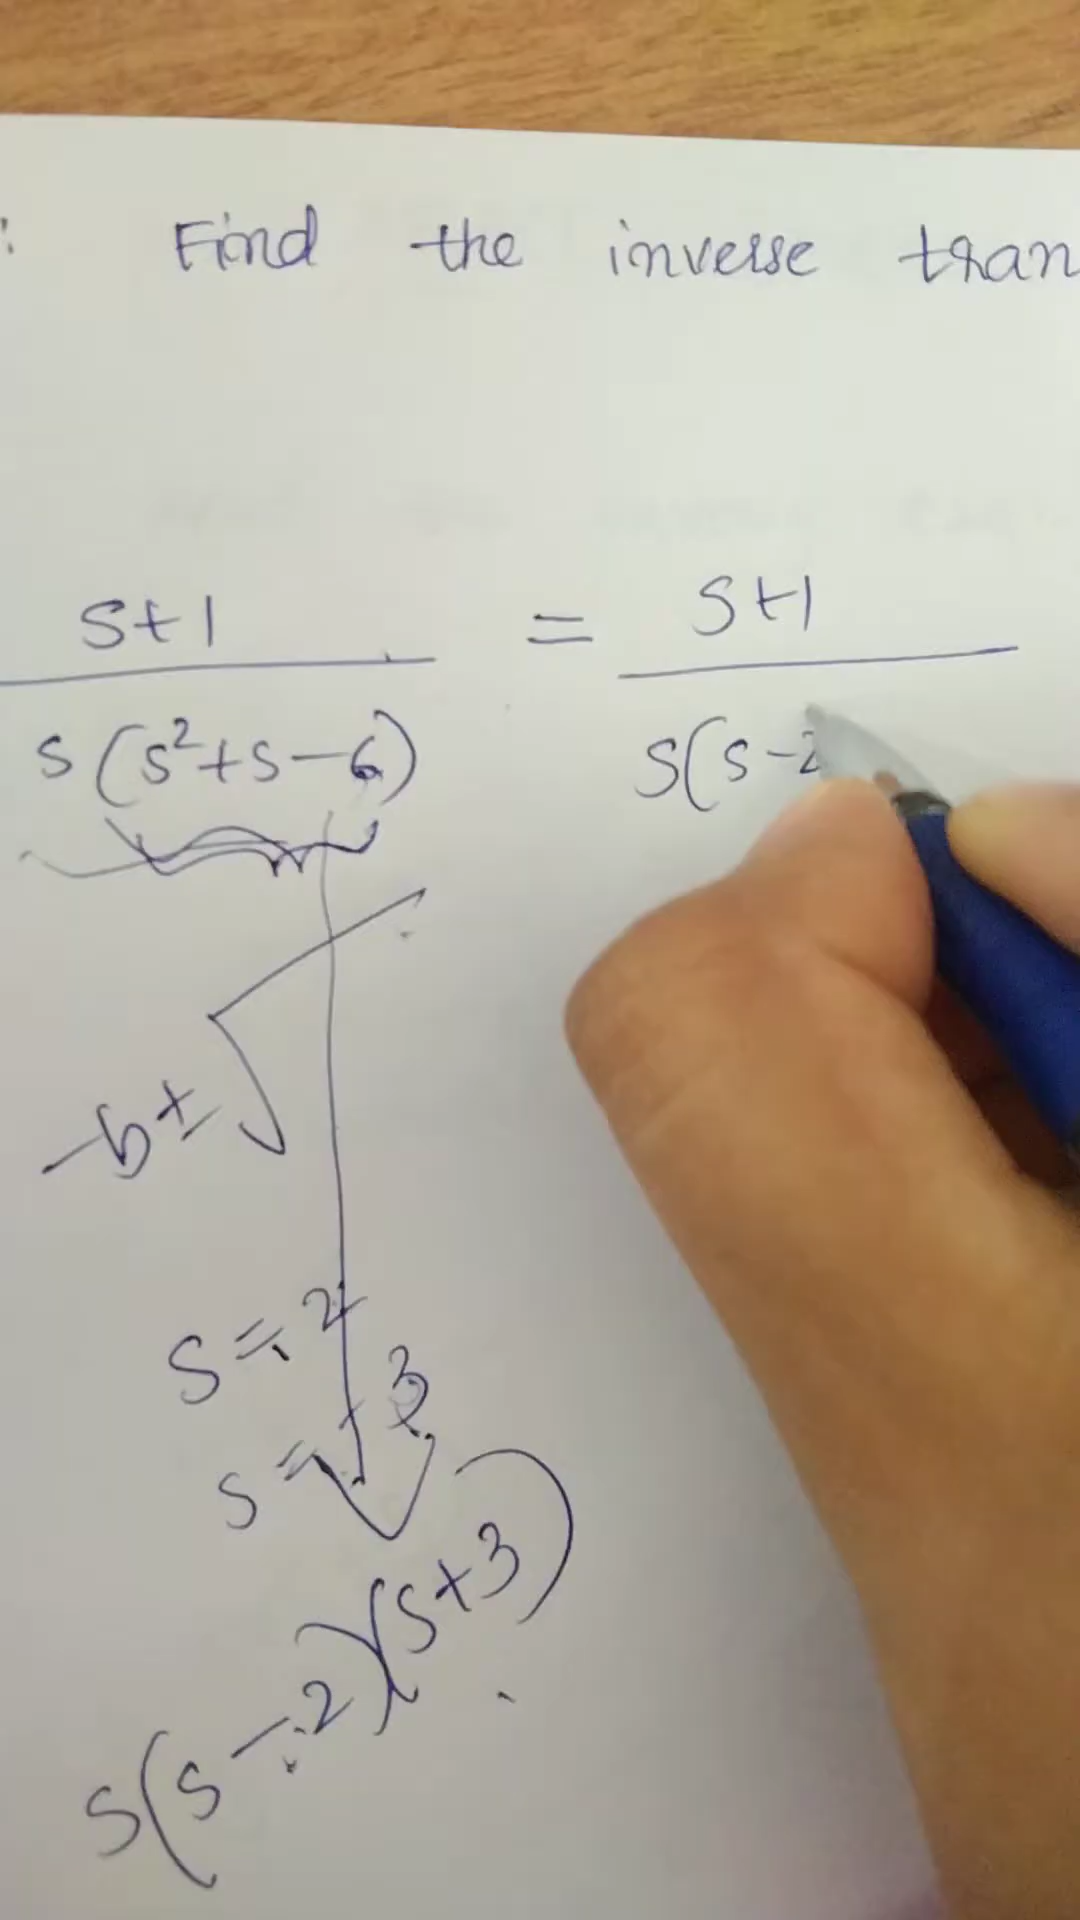 : Find the inverse tran
s+1 = s+1
s(s²+s-6) s(s-2
-b±√
s=2
s=-3
s(s-2)(s+3)